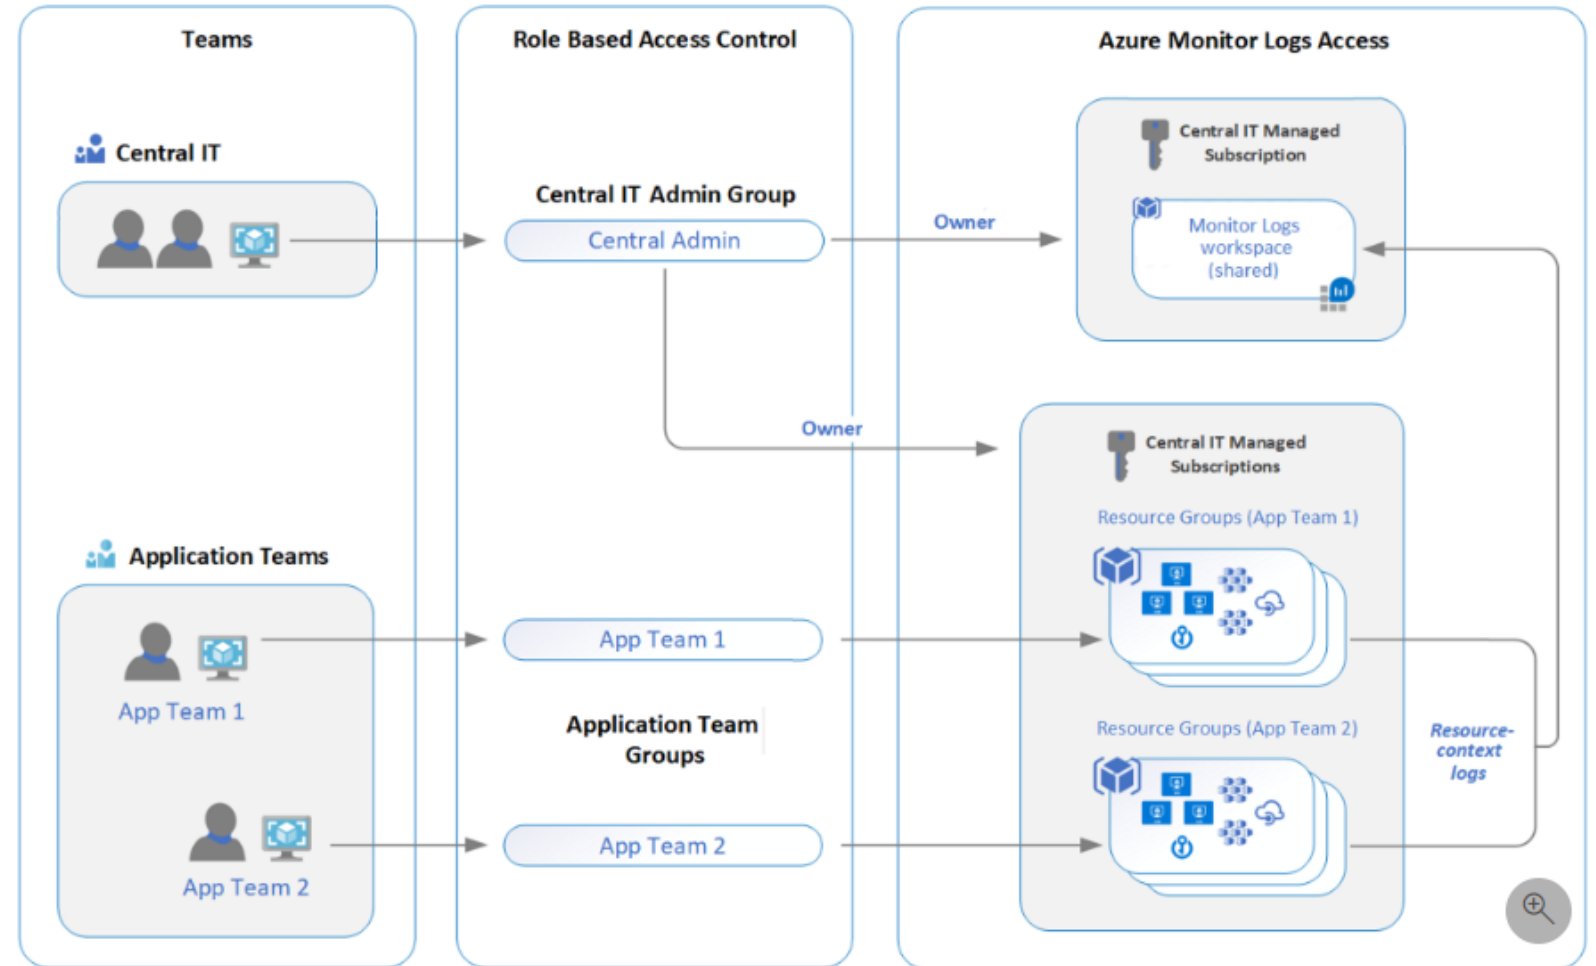 Teams
Role Based Access Control
Azure Monitor Logs Access
Central IT
Central IT Admin Group
Central Admin
Owner
Central IT Managed
Subscription
Monitor Logs
workspace
(shared)
Owner
Central IT Managed
Subscriptions
Resource Groups (App Team 1)
Application Teams
App Team 1
App Team 1
Application Team
Groups
Resource Groups (App Team 2)
Resource-
context
logs
App Team 2
App Team 2